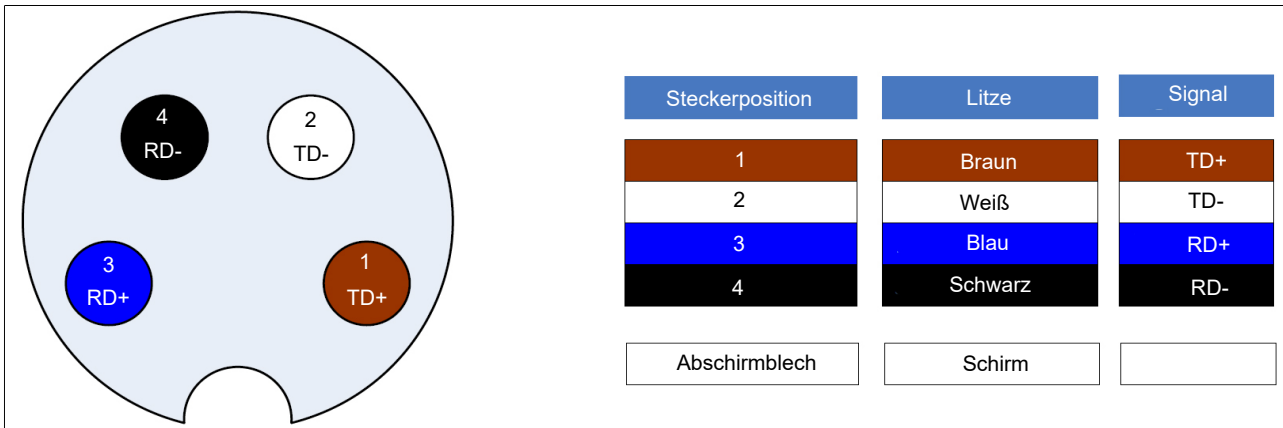 4
RD-
2
TD-
3
RD+
1
TD+
Steckerposition Litze Signal
1 Braun TD+
2 Weiß TD-
3 Blau RD+
4 Schwarz RD-
Abschirmblech Schirm